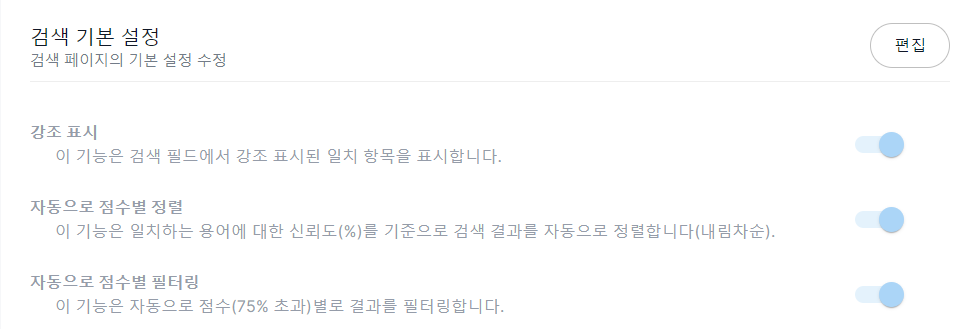 검색 기본 설정
검색 페이지의 기본 설정 수정
편집
강조 표시
이 기능은 검색 필드에서 강조 표시된 일치 항목을 표시합니다.
자동으로 점수별 정렬
이 기능은 일치하는 용어에 대한 신뢰도(%)를 기준으로 검색 결과를 자동으로 정렬합니다(내림차순).
자동으로 점수별 필터링
이 기능은 자동으로 점수(75% 초과)별로 결과를 필터링합니다.